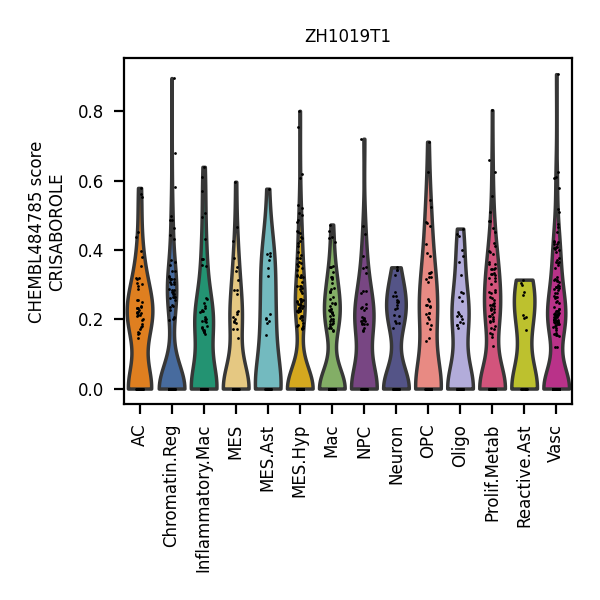 ZH1019T1
CHEMBL484785 score
CRISABOROLE
0.8
0.6
0.4
0.2
0.0
AC
Chromatin.Reg
Inflammatory.Mac
MES
MES.Ast
MES.Hyp
Mac
NPC
Neuron
OPC
Oligo
Prolif.Metab
Reactive.Ast
Vasc